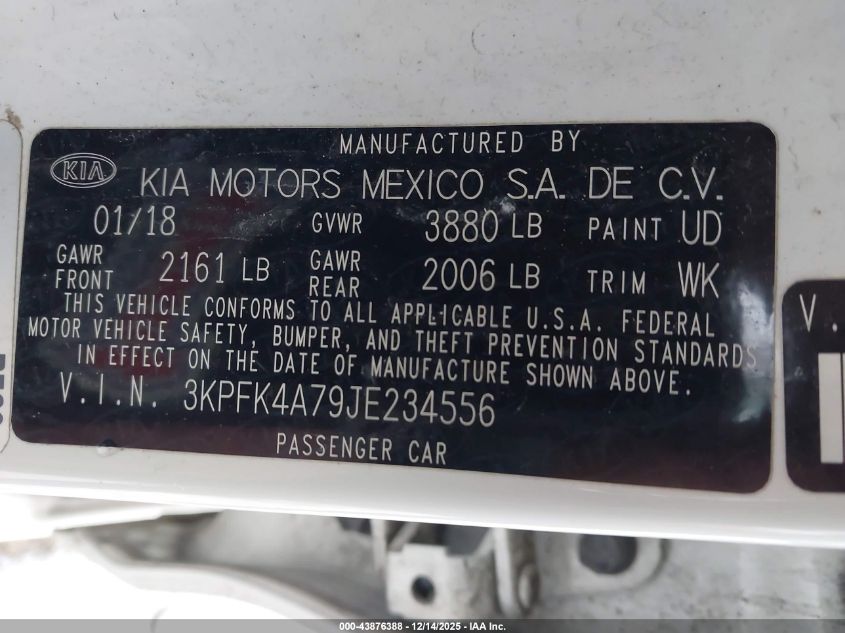 MANUFACTURED BY
KIA KIA MOTORS MEXICO S.A. DE C.V.
01/18 GVWR 3880 LB PAINT UD
GAWR FRONT 2161 LB GAWR REAR 2006 LB TRIM WK
THIS VEHICLE CONFORMS TO ALL APPLICABLE U.S.A. FEDERAL
MOTOR VEHICLE SAFETY, BUMPER, AND THEFT PREVENTION STANDARDS
IN EFFECT ON THE DATE OF MANUFACTURE SHOWN ABOVE.
V.I.N. 3KPFK4A79JE234556
PASSENGER CAR
V.
000-43876388 - 12/14/2025 - IAA Inc.